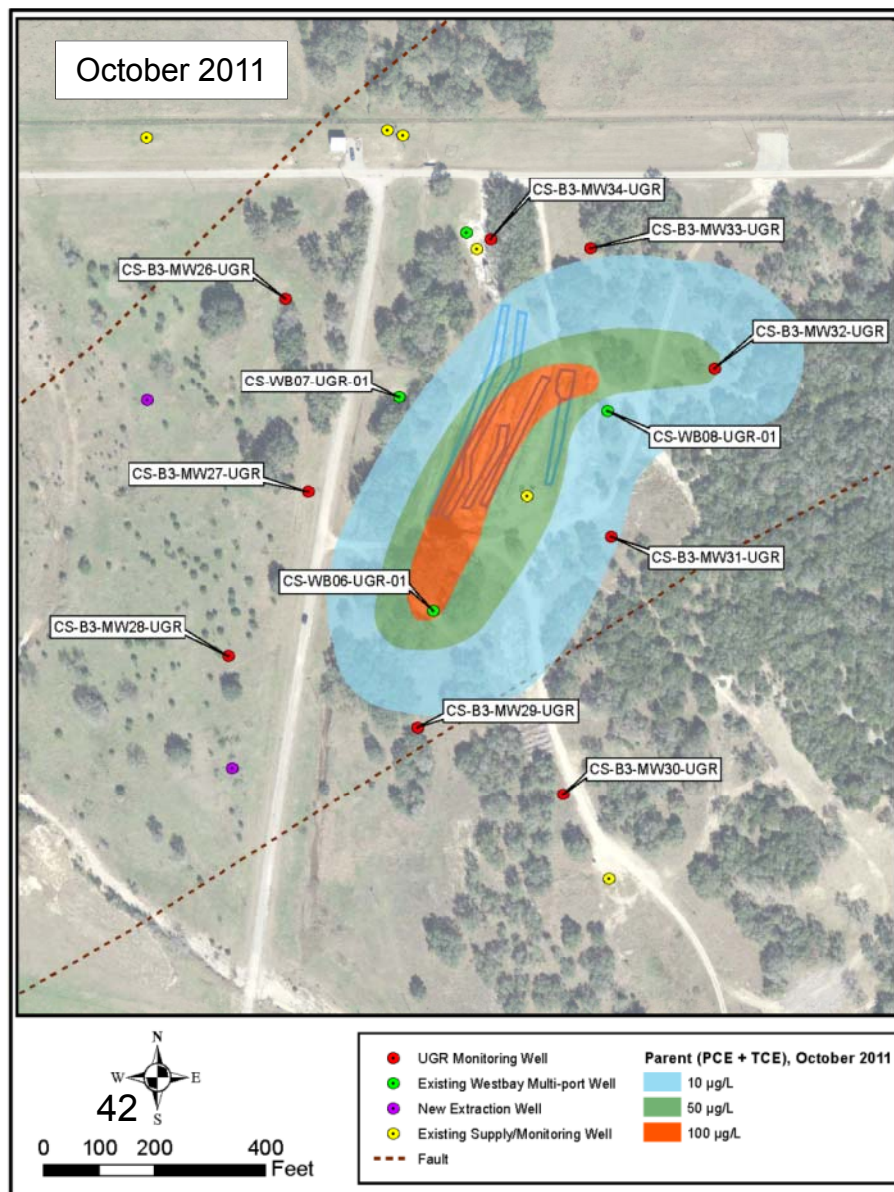 October 2011
CS-B3-MW34-UGR
CS-B3-MW33-UGR
CS-B3-MW26-UGR
CS-B3-MW32-UGR
CS-WB07-UGR-01
CS-WB08-UGR-01
CS-B3-MW27-UGR
CS-B3-MW31-UGR
CS-WB06-UGR-01
CS-B3-MW28-UGR
CS-B3-MW29-UGR
CS-B3-MW30-UGR
N
W E
S
42
0 100 200 400
Feet
UGR Monitoring Well
Existing Westbay Multi-port Well
New Extraction Well
Existing Supply/Monitoring Well
Fault
Parent (PCE + TCE), October 2011
10 µg/L
50 µg/L
100 µg/L